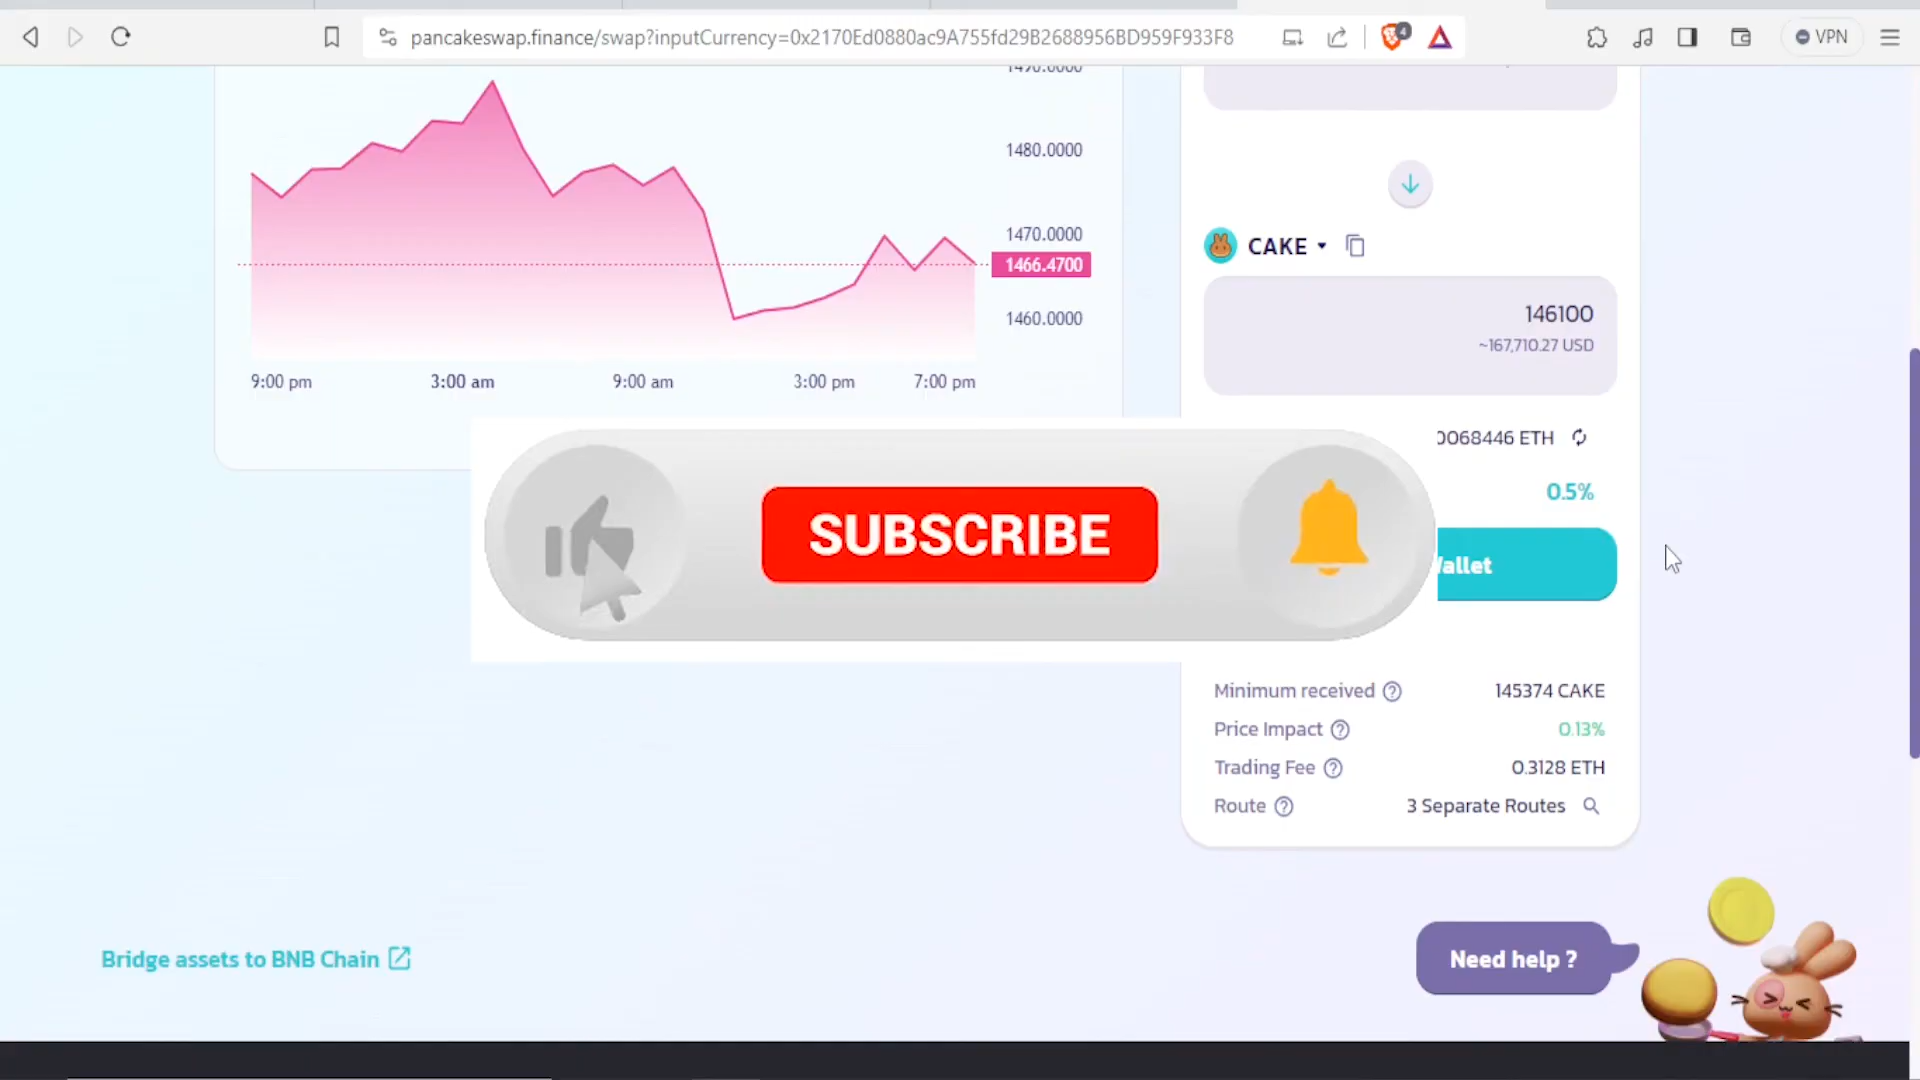 pancakeswap.finance/swap?inputCurrency=0x2170Ed0880ac9A755fd29B2688956BD959F933F8
4
VPN
1490.0000
1480.0000
1470.0000
1466.4700
1460.0000
9:00 pm
3:00 am
9:00 am
3:00 pm
7:00 pm
CAKE
146100
~167,710.27 USD
0068446 ETH
0.5%
SUBSCRIBE
allet
Minimum received
145374 CAKE
Price Impact
0.13%
Trading Fee
0.3128 ETH
Route
3 Separate Routes
Bridge assets to BNB Chain
Need help ?